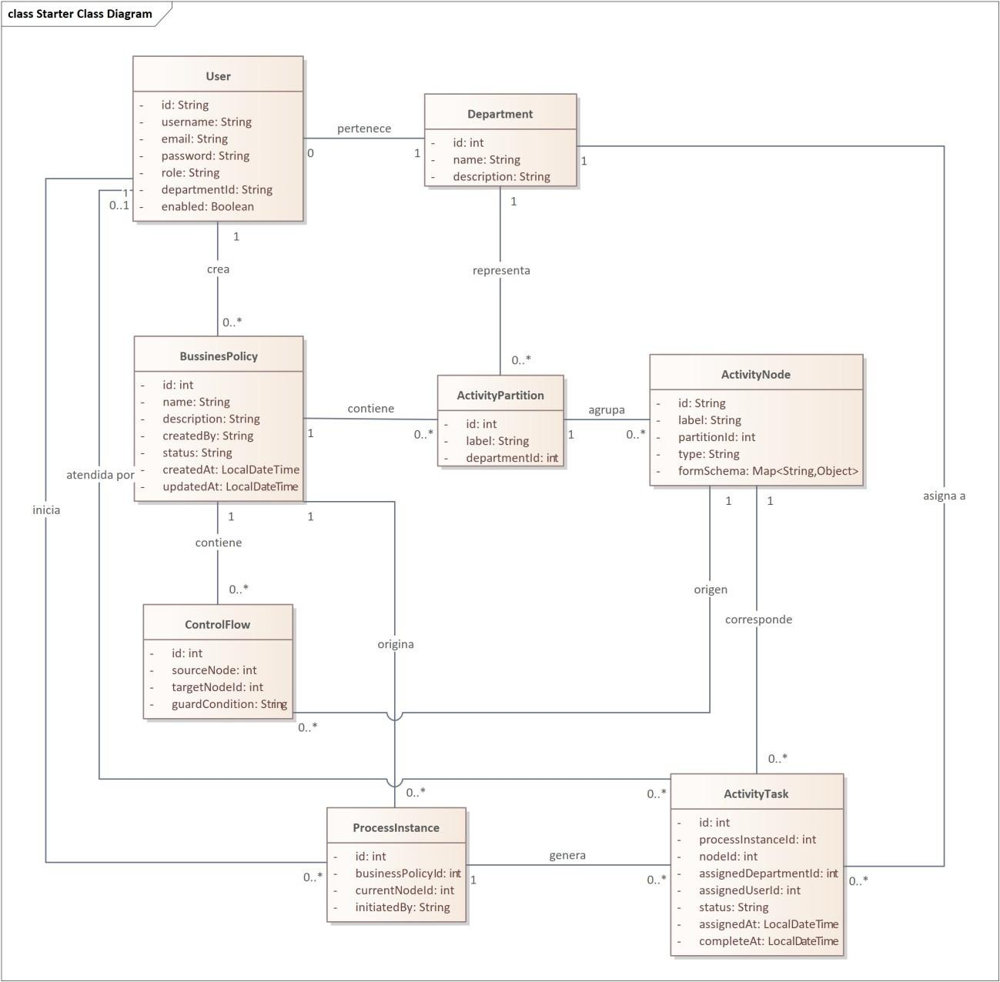 class Starter Class Diagram
User
- id: String
- username: String
- email: String
- password: String
- role: String
- departmentId: String
- enabled: Boolean
pertenece
0
1
Department
- id: int
- name: String
- description: String
1
1
1
0..1
1
crea
0..*
representa
0..*
BussinesPolicy
- id: int
- name: String
- description: String
- createdBy: String
- status: String
- createdAt: LocalDateTime
- updatedAt: LocalDateTime
contiene
1
0..*
ActivityPartition
- id: int
- label: String
- departmentId: int
agrupa
1
0..*
ActivityNode
- id: String
- label: String
- partitionId: int
- type: String
- formSchema: Map<String,Object>
atendida por
inicia
asigna a
1
1
1
1
contiene
0..*
origen
corresponde
origina
ControlFlow
- id: int
- sourceNode: int
- targetNodeId: int
- guardCondition: String
0..*
0..*
0..*
0..*
ProcessInstance
- id: int
- businessPolicyId: int
- currentNodeId: int
- initiatedBy: String
0..*
genera
1
0..*
ActivityTask
- id: int
- processInstanceId: int
- nodeId: int
- assignedDepartmentId: int
- assignedUserId: int
- status: String
- assignedAt: LocalDateTime
- completeAt: LocalDateTime
0..*